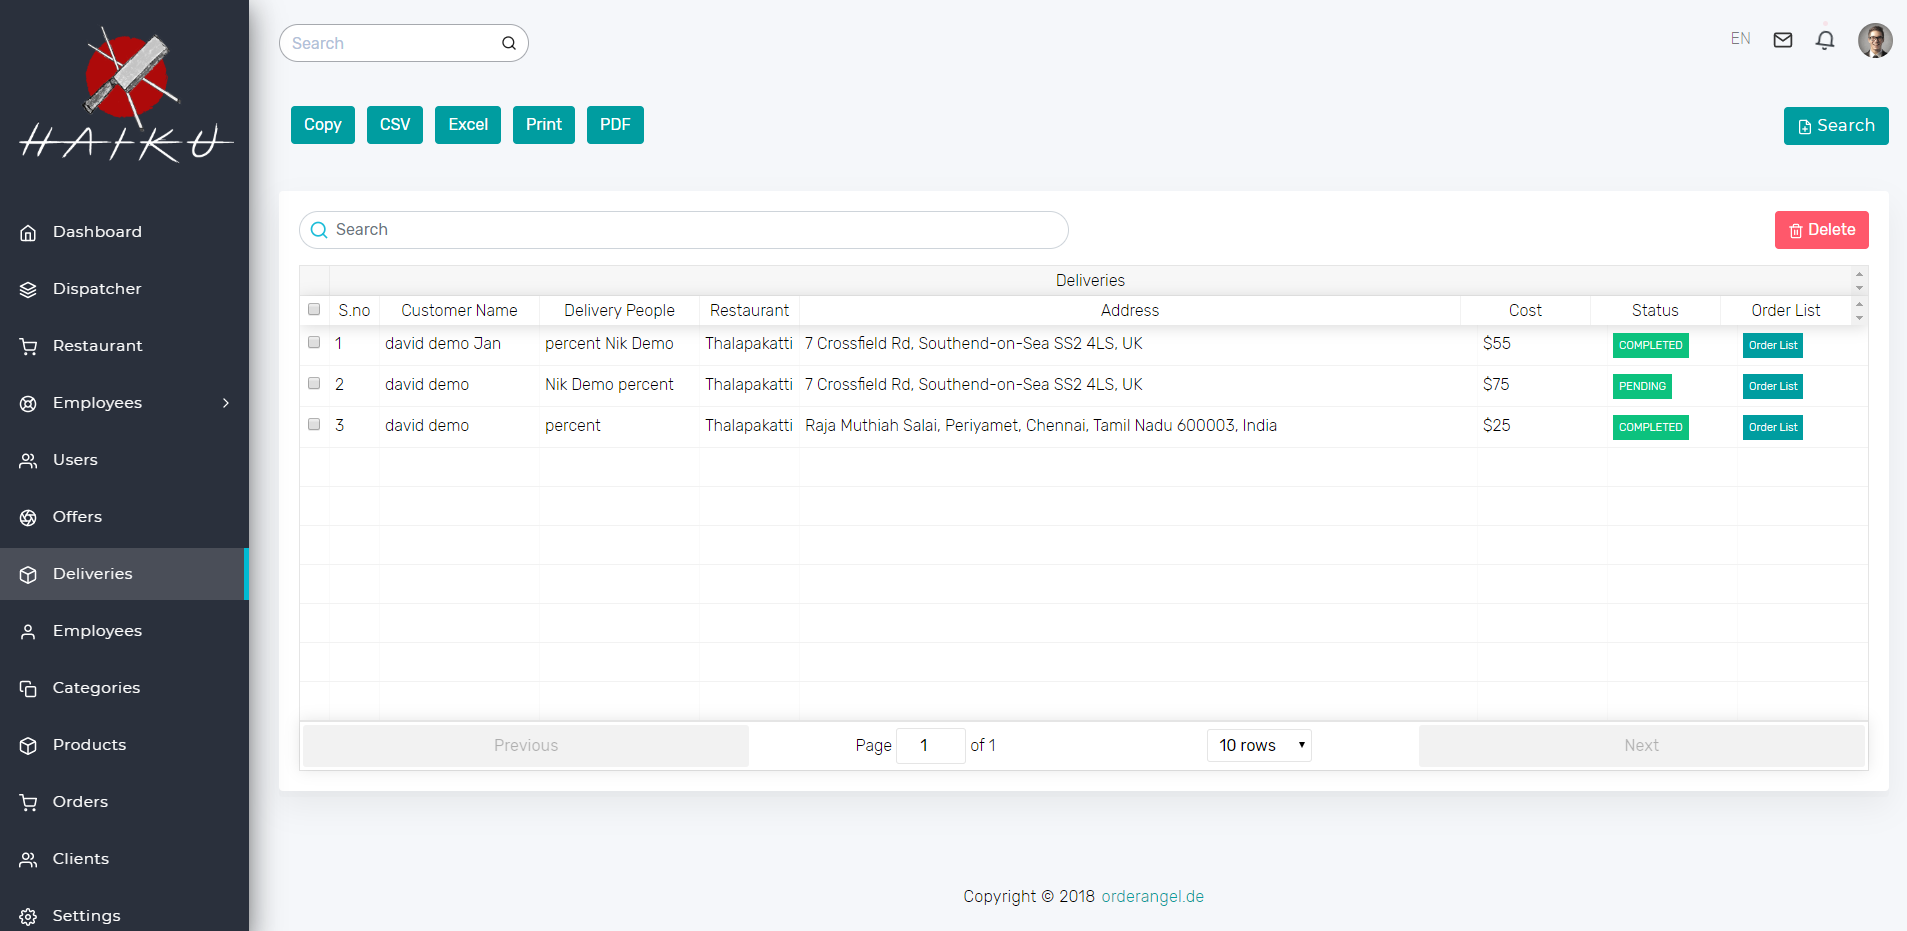 HAIKU
Dashboard
Dispatcher
Restaurant
Employees
Users
Offers
Deliveries
Employees
Categories
Products
Orders
Clients
Settings
Search
EN
Copy CSV Excel Print PDF
Search
Search
Delete
Deliveries
S.no Customer Name Delivery People Restaurant Address Cost Status Order List
1 david demo Jan percent Nik Demo Thalapakatti 7 Crossfield Rd, Southend-on-Sea SS2 4LS, UK $55 COMPLETED Order List
2 david demo Nik Demo percent Thalapakatti 7 Crossfield Rd, Southend-on-Sea SS2 4LS, UK $75 PENDING Order List
3 david demo percent Thalapakatti Raja Muthiah Salai, Periyamet, Chennai, Tamil Nadu 600003, India $25 COMPLETED Order List
Previous Page 1 of 1 10 rows Next
Copyright © 2018 orderangel.de